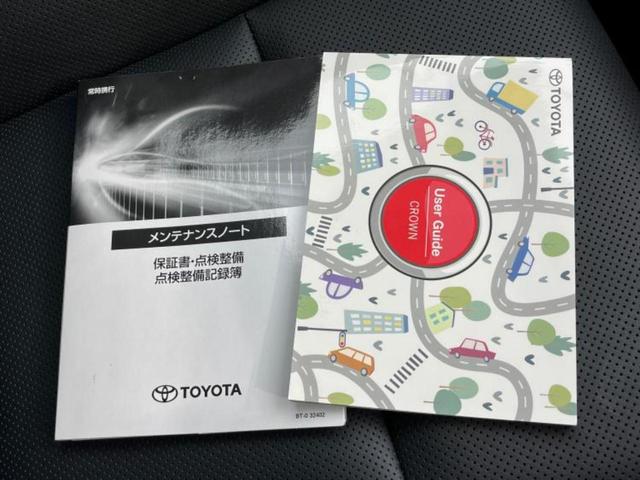 常時携行
メンテナンスノート
保証書・点検整備
点検整備記録簿
TOYOTA
BT-0 32402
TOYOTA
User Guide
CROWN